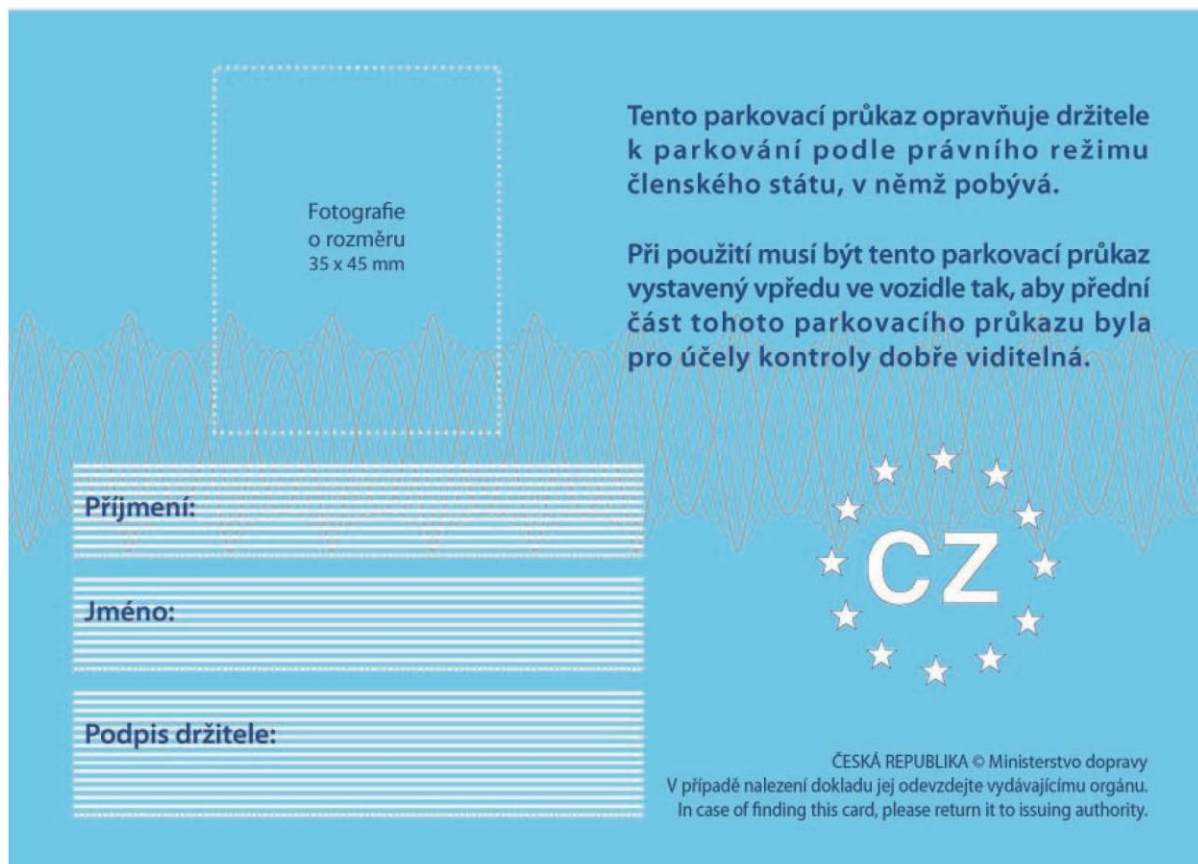 Fotografie
o rozměru
35 x 45 mm
Tento parkovací průkaz opravňuje držitele
k parkování podle právního režimu
členského státu, v němž pobývá.
Při použití musí být tento parkovací průkaz
vystavený vpředu ve vozidle tak, aby přední
část tohoto parkovacího průkazu byla
pro účely kontroly dobře viditelná.
Příjmení:
Jméno:
Podpis držitele:
CZ
ČESKÁ REPUBLIKA © Ministerstvo dopravy
V případě nalezení dokladu jej odevzdejte vydávajícímu orgánu.
In case of finding this card, please return it to issuing authority.